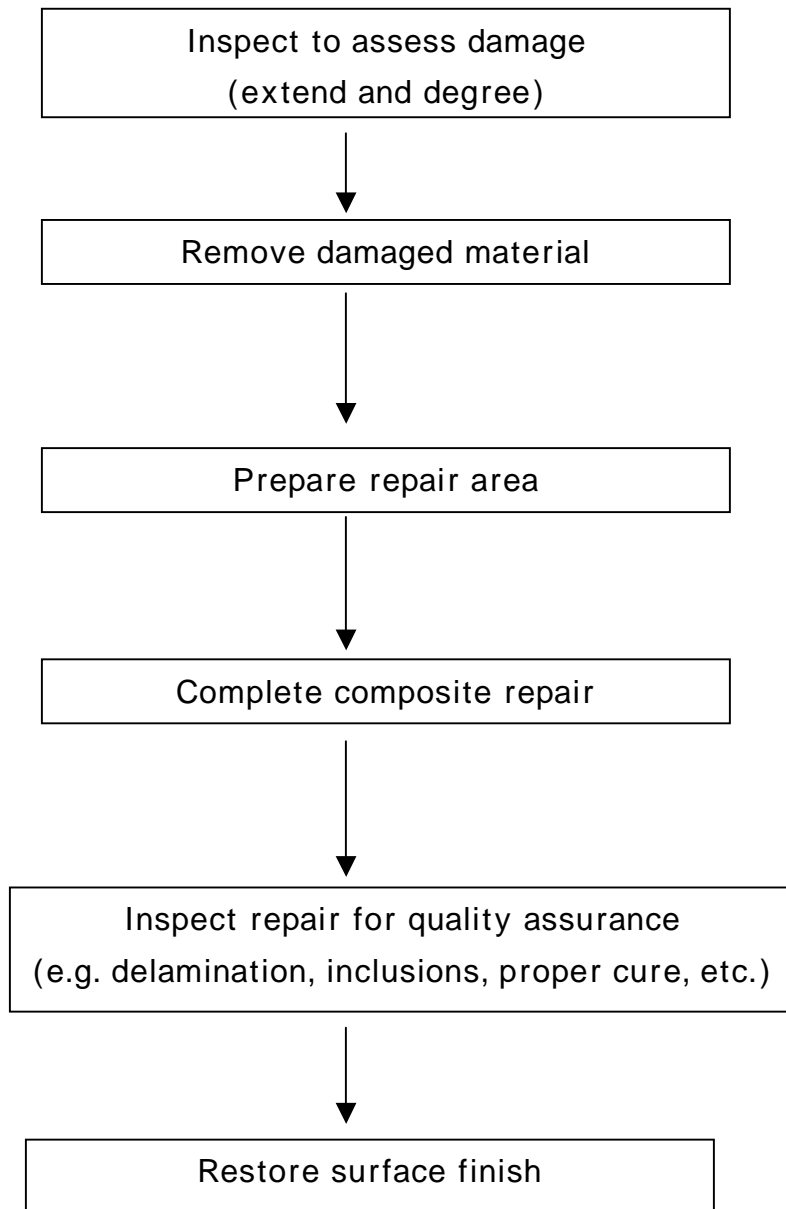 Inspect to assess damage
(extend and degree)
Remove damaged material
Prepare repair area
Complete composite repair
Inspect repair for quality assurance
(e.g. delamination, inclusions, proper cure, etc.)
Restore surface finish